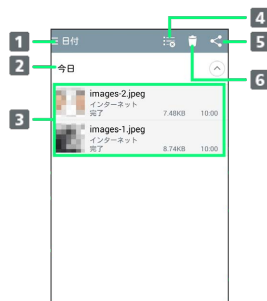 4
1 日付
5
2 今日
6
3
images-2.jpeg
インターネット
完了 7.48KB 10:00
images-1.jpeg
インターネット
完了 8.74KB 10:00